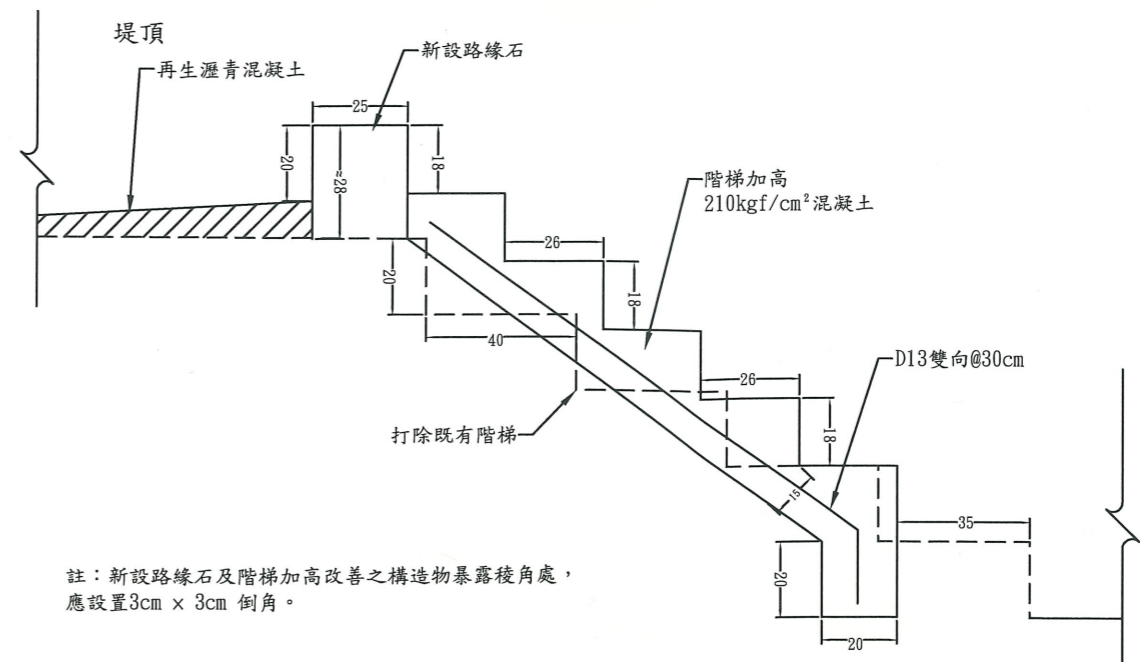 堤頂
再生瀝青混凝土
新設路緣石
25
20
≈28
18
階梯加高
210kgf/cm²混凝土
26
18
20
40
D13雙向@30cm
26
18
打除既有階梯
15
35
20
20
註：新設路緣石及階梯加高改善之構造物暴露稜角處，
應設置3cm × 3cm 倒角。